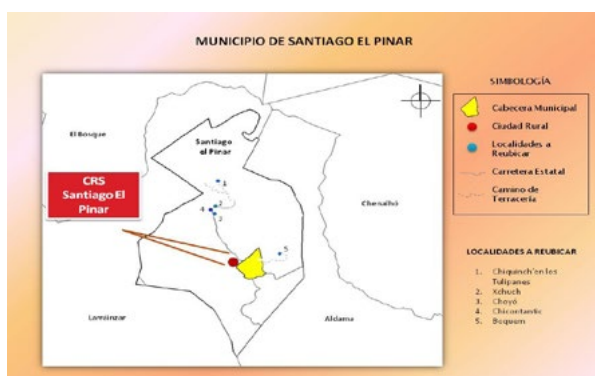 MUNICIPIO DE SANTIAGO EL PINAR
El Bosque
Santiago
el Pinar
Chenalhó
CRS
Santiago El
Pinar
1
2
4
3
5
Larráinzar
Aldama
SIMBOLOGÍA
Cabecera Municipal
Ciudad Rural
Localidades a
Reubicar
Carretera Estatal
Camino de
Terracería
LOCALIDADES A REUBICAR
1. Chiquinch'en los
Tulipanes
2. Xchuch
3. Choyó
4. Chicontantic
5. Boquem